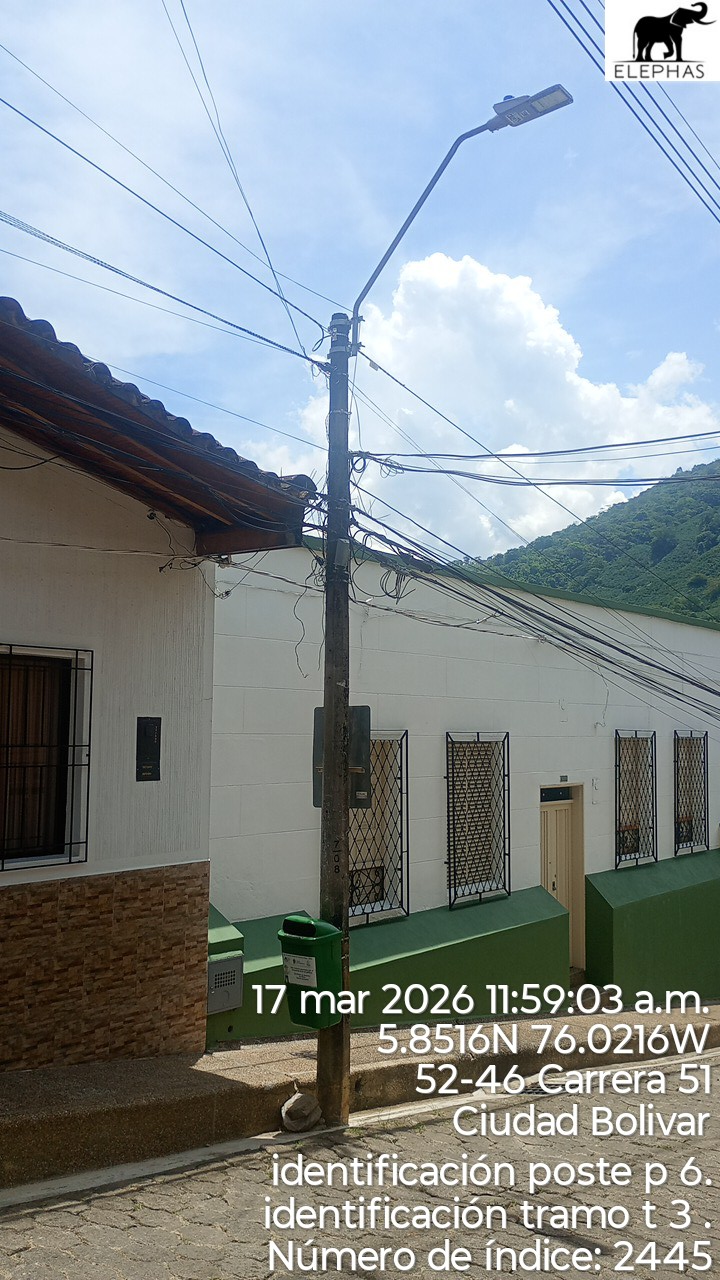 ELEPHAS
708
17 mar 2026 11:59:03 a.m.
5.8516N 76.0216W
52-46 Carrera 51
Ciudad Bolivar
identificación poste p 6.
identificación tramo t 3 .
Número de índice: 2445